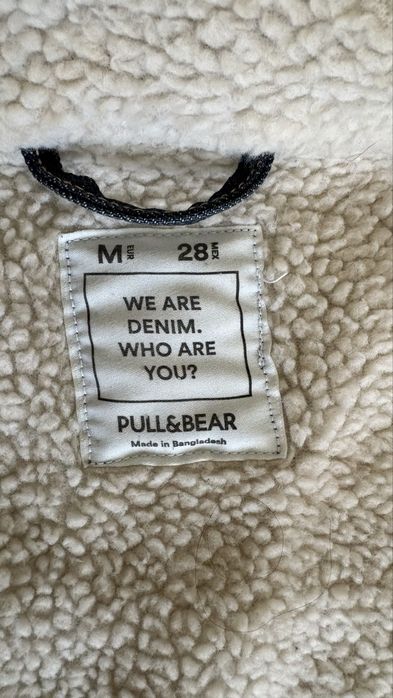 M EUR 28 MEX
WE ARE
DENIM.
WHO ARE
YOU?
PULL&BEAR
Made in Bangladesh